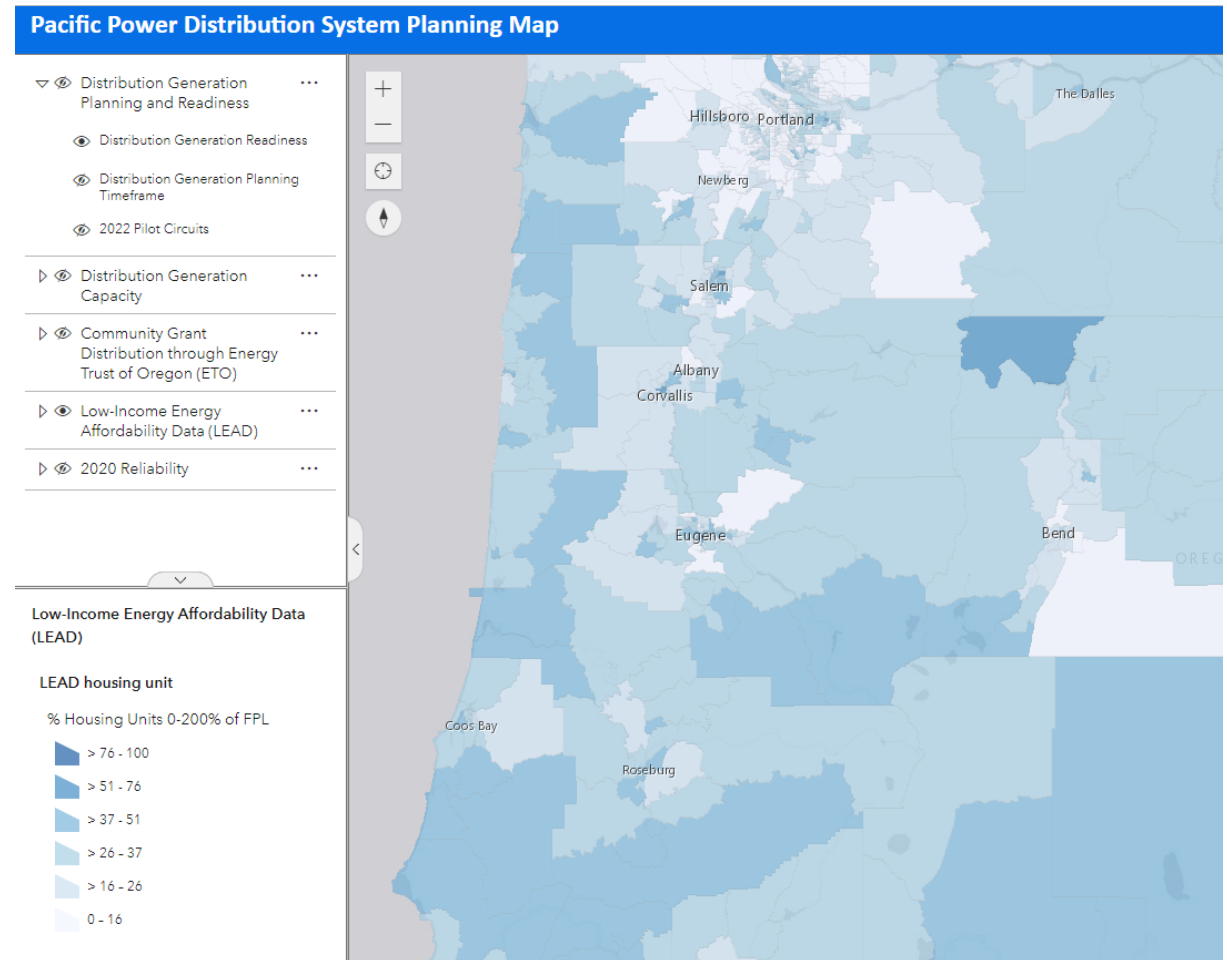 Pacific Power Distribution System Planning Map
Distribution Generation
Planning and Readiness
Distribution Generation Readiness
Distribution Generation Planning
Timeframe
2022 Pilot Circuits
Distribution Generation
Capacity
Community Grant
Distribution through Energy
Trust of Oregon (ETO)
Low-Income Energy
Affordability Data (LEAD)
2020 Reliability
Low-Income Energy Affordability Data
(LEAD)
LEAD housing unit
% Housing Units 0-200% of FPL
> 76 - 100
> 51 - 76
> 37 - 51
> 26 - 37
> 16 - 26
0 - 16
The Dalles
Hillsboro
Portland
Newberg
Salem
Albany
Corvallis
Eugene
Bend
OREG
Coos Bay
Roseburg